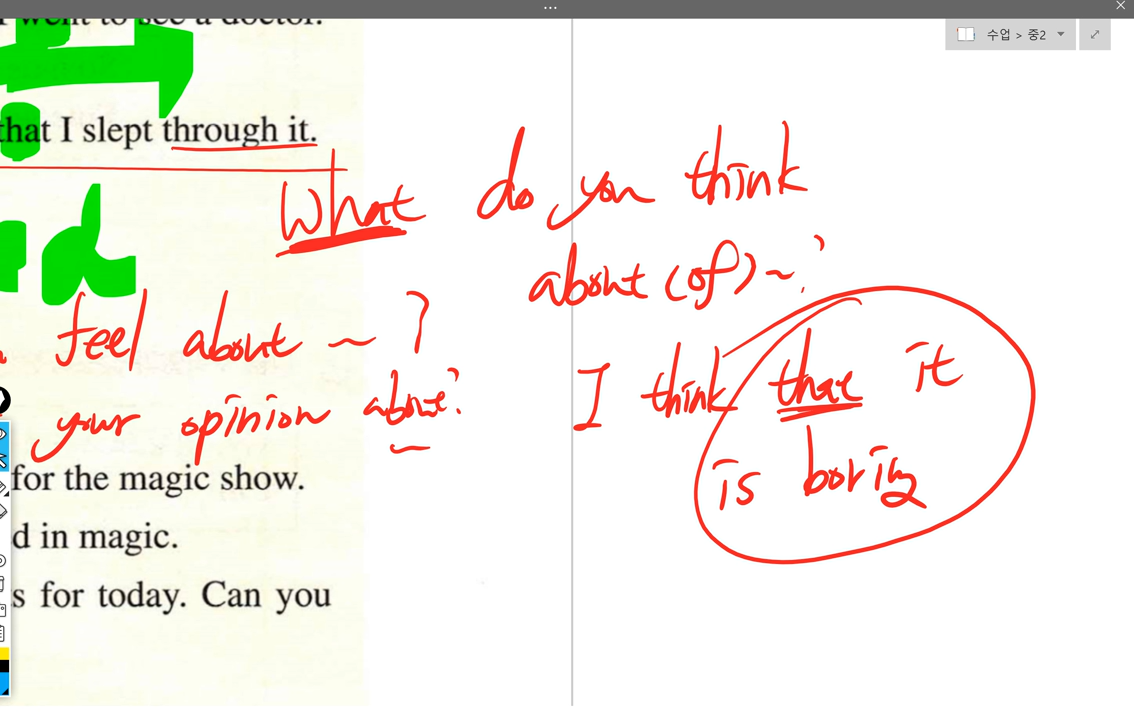 수업 > 중2
I went to see a doctor.
that I slept through it.
What do you think
about (of) ~?
feel about ~ ?
I think that it
your opinion about?
is boring
for the magic show.
d in magic.
s for today. Can you